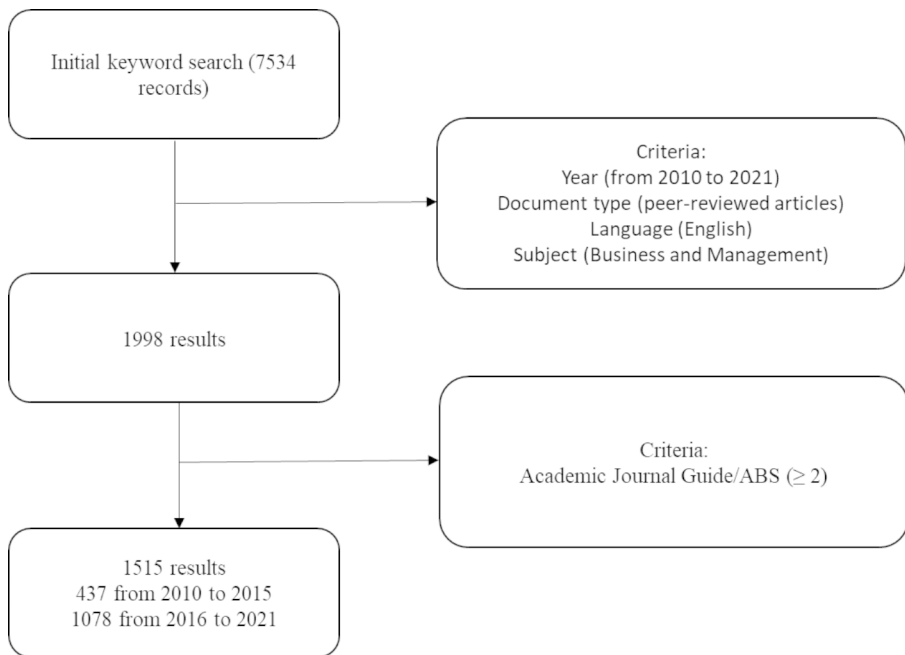 Initial keyword search (7534
records)
Criteria:
Year (from 2010 to 2021)
Document type (peer-reviewed articles)
Language (English)
Subject (Business and Management)
1998 results
Criteria:
Academic Journal Guide/ABS (≥ 2)
1515 results
437 from 2010 to 2015
1078 from 2016 to 2021